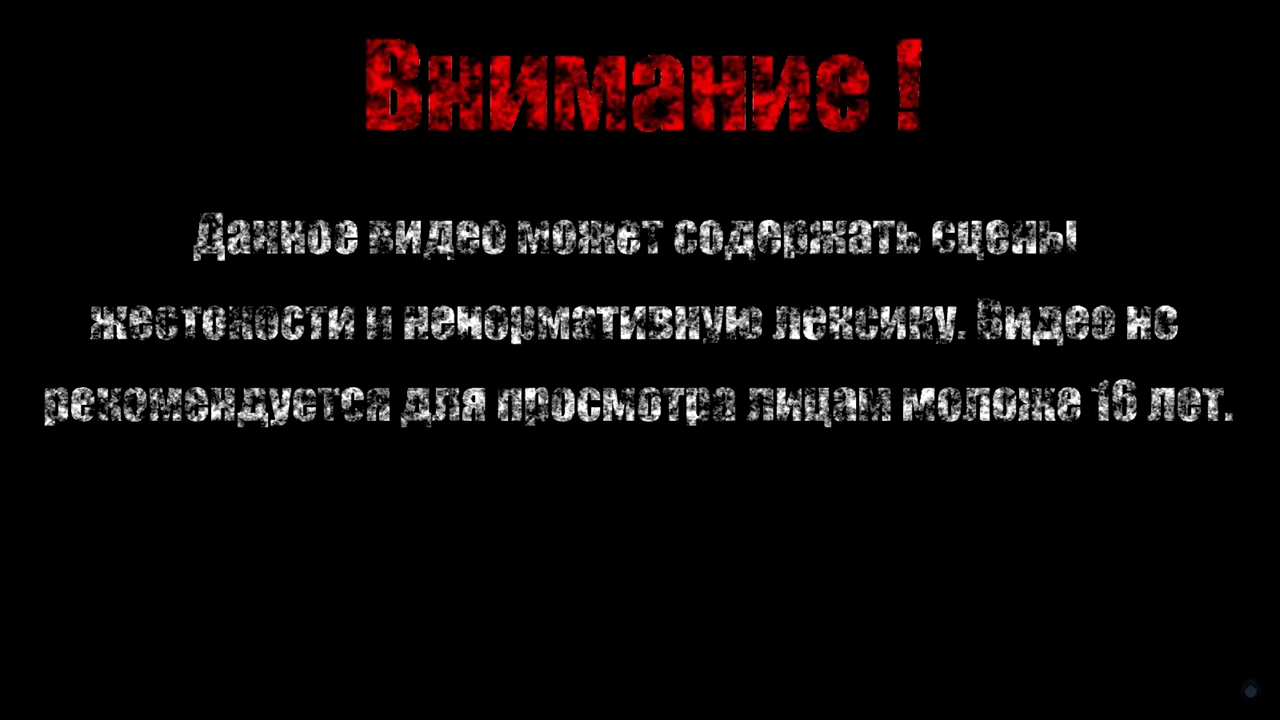 Внимание !
Данное видео может содержать сцены
жестокости и ненормативную лексику. Видео не
рекомендуется для просмотра лицам моложе 16 лет.